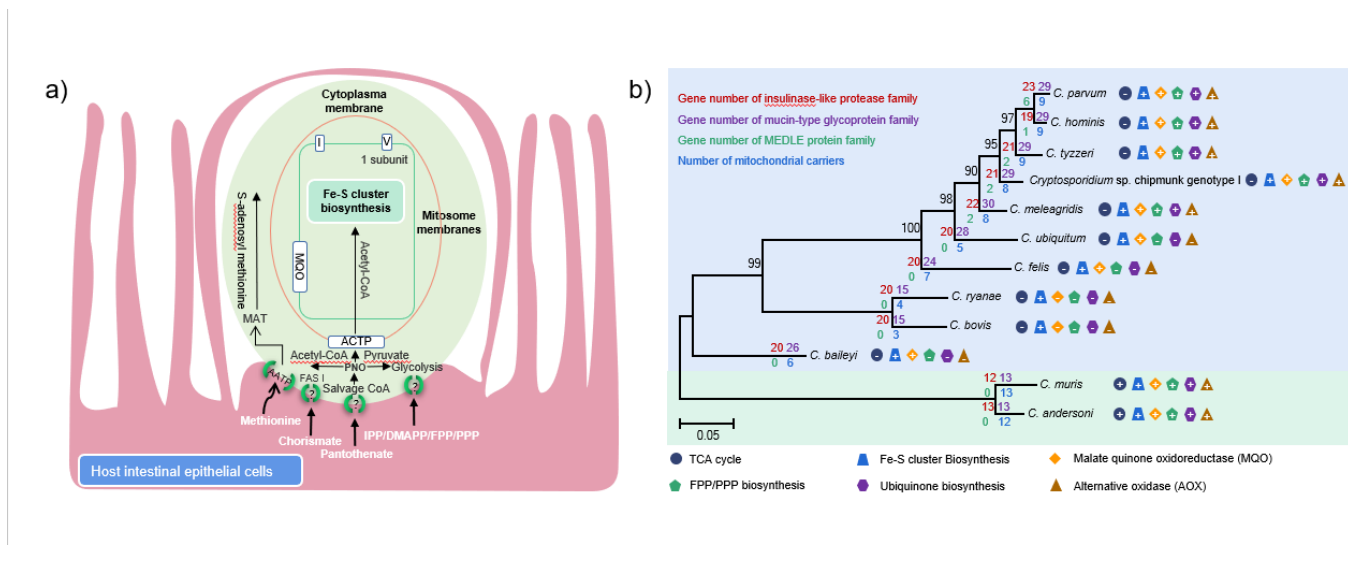 a)
Cytoplasma
membrane
I
V
1 subunit
Fe-S cluster
biosynthesis
Mitosome
membranes
S-adenosyl methionine
MQO
Acetyl-CoA
MAT
ACTP
Acetyl-CoA
Pyruvate
PNO
Glycolysis
AATP
FAS I
Salvage CoA
?
?
?
Methionine
Chorismate
IPP/DMAPP/FPP/PPP
Pantothenate
Host intestinal epithelial cells
b)
Gene number of insulinase-like protease family
Gene number of mucin-type glycoprotein family
Gene number of MEDLE protein family
Number of mitochondrial carriers
23 29
6 9
C. parvum - + + + + +
97
19 29
1 9
C. hominis - + + + + +
95
21 29
2 9
C. tyzzeri - + + + + +
90
21 29
2 8
Cryptosporidium sp. chipmunk genotype I - + + + + +
98
22 30
2 8
C. meleagridis - + + + + +
100
20 28
0 5
C. ubiquitum - + + - - -
20 24
0 7
C. felis - + + - - -
99
20 15
0 4
C. ryanae - + - - - -
20 15
0 3
C. bovis - + - - - -
20 26
0 6
C. baileyi - + + + - -
12 13
0 13
C. muris + + - + + +
13 13
0 12
C. andersoni + + - + + +
0.05
TCA cycle
Fe-S cluster Biosynthesis
Malate quinone oxidoreductase (MQO)
FPP/PPP biosynthesis
Ubiquinone biosynthesis
Alternative oxidase (AOX)